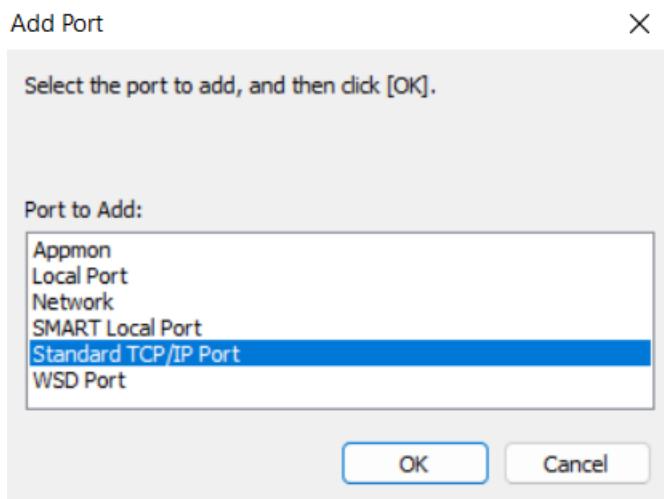 Add Port
Select the port to add, and then click [OK].
Port to Add:
Appmon
Local Port
Network
SMART Local Port
Standard TCP/IP Port
WSD Port
OK
Cancel